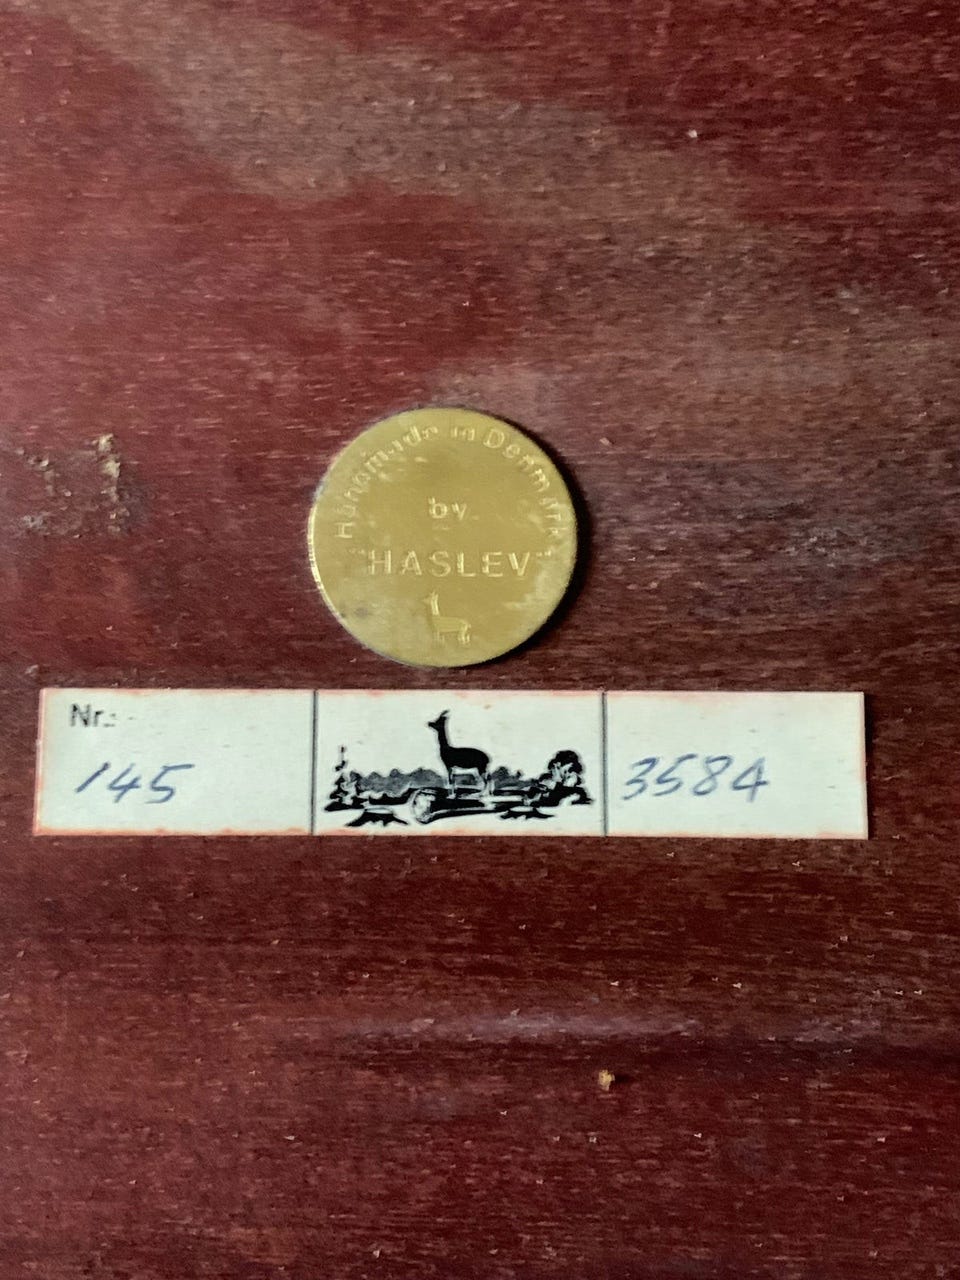 Handmade in Denmark
by
"HASLEV"
Nr.:
145
3584